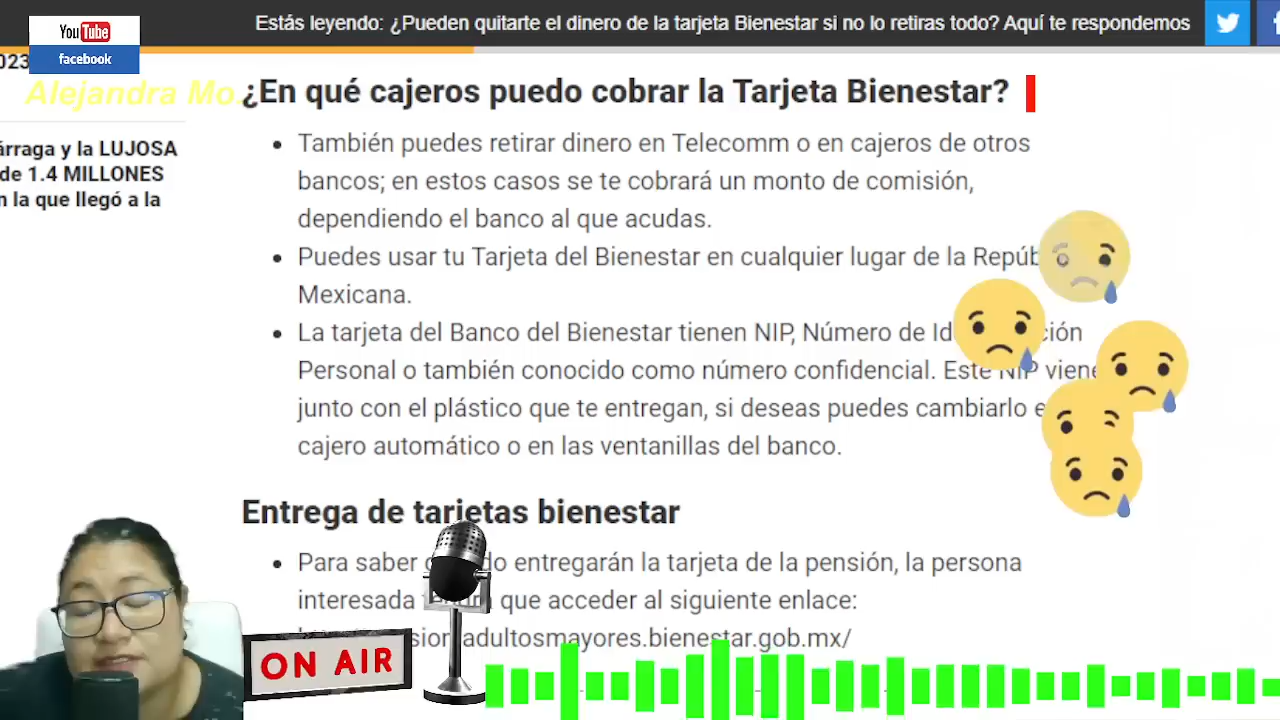 Estás leyendo: ¿Pueden quitarte el dinero de la tarjeta Bienestar si no lo retiras todo? Aquí te respondemos
YouTube
facebook
023
Alejandra Mo
¿En qué cajeros puedo cobrar la Tarjeta Bienestar?
árraga y la LUJOSA
de 1.4 MILLONES
n la que llegó a la
También puedes retirar dinero en Telecomm o en cajeros de otros
bancos; en estos casos se te cobrará un monto de comisión,
dependiendo el banco al que acudas.
Puedes usar tu Tarjeta del Bienestar en cualquier lugar de la Repúb
Mexicana.
La tarjeta del Banco del Bienestar tienen NIP, Número de Id ción
Personal o también conocido como número confidencial. Este NIP viene
junto con el plástico que te entregan, si deseas puedes cambiarlo e
cajero automático o en las ventanillas del banco.
Entrega de tarjetas bienestar
Para saber do entregarán la tarjeta de la pensión, la persona
interesada que acceder al siguiente enlace:
adultosmayores.bienestar.gob.mx/
ON AIR